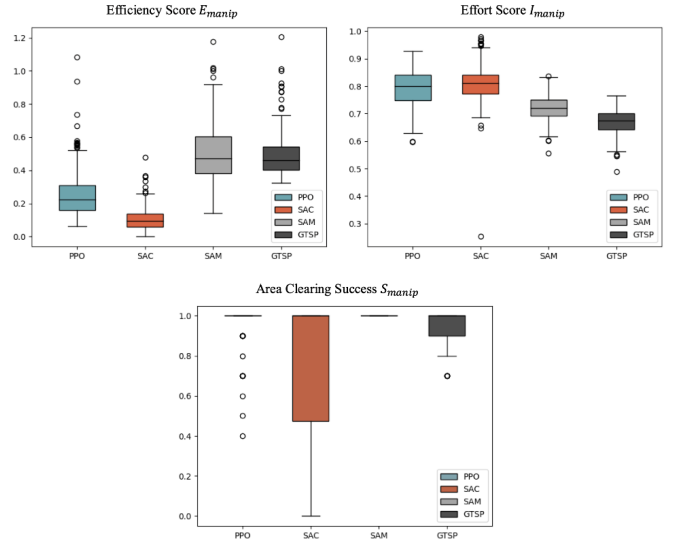 Efficiency Score E_manip
1.2
1.0
0.8
0.6
0.4
0.2
0.0
PPO
SAC
SAM
GTSP
PPO SAC SAM GTSP
Effort Score I_manip
1.0
0.9
0.8
0.7
0.6
0.5
0.4
0.3
PPO
SAC
SAM
GTSP
PPO SAC SAM GTSP
Area Clearing Success S_manip
1.0
0.8
0.6
0.4
0.2
0.0
PPO
SAC
SAM
GTSP
PPO SAC SAM GTSP